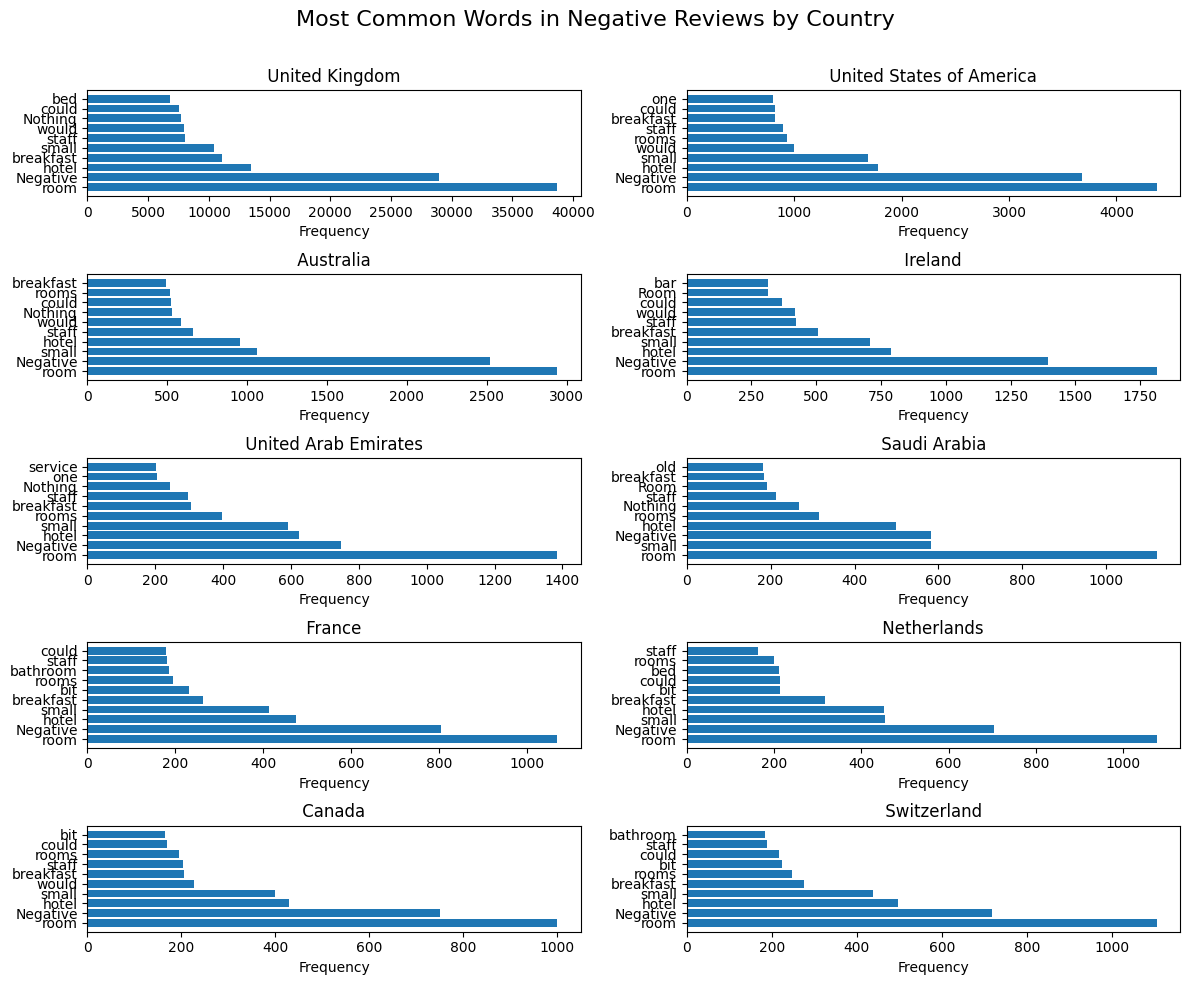 Most Common Words in Negative Reviews by Country
United Kingdom
bed
could
Nothing
would
staff
small
breakfast
hotel
Negative
room
0 5000 10000 15000 20000 25000 30000 35000 40000
Frequency
United States of America
one
could
breakfast
staff
rooms
would
small
hotel
Negative
room
0 1000 2000 3000 4000
Frequency
Australia
breakfast
rooms
could
Nothing
would
staff
hotel
small
Negative
room
0 500 1000 1500 2000 2500 3000
Frequency
Ireland
bar
Room
could
would
staff
breakfast
small
hotel
Negative
room
0 250 500 750 1000 1250 1500 1750
Frequency
United Arab Emirates
service
one
Nothing
staff
breakfast
rooms
small
hotel
Negative
room
0 200 400 600 800 1000 1200 1400
Frequency
Saudi Arabia
old
breakfast
Room
staff
Nothing
rooms
hotel
Negative
small
room
0 200 400 600 800 1000
Frequency
France
could
staff
bathroom
rooms
bit
breakfast
small
hotel
Negative
room
0 200 400 600 800 1000
Frequency
Netherlands
staff
rooms
bed
could
bit
breakfast
hotel
small
Negative
room
0 200 400 600 800 1000
Frequency
Canada
bit
could
rooms
staff
breakfast
would
small
hotel
Negative
room
0 200 400 600 800 1000
Frequency
Switzerland
bathroom
staff
could
bit
rooms
breakfast
small
hotel
Negative
room
0 200 400 600 800 1000
Frequency